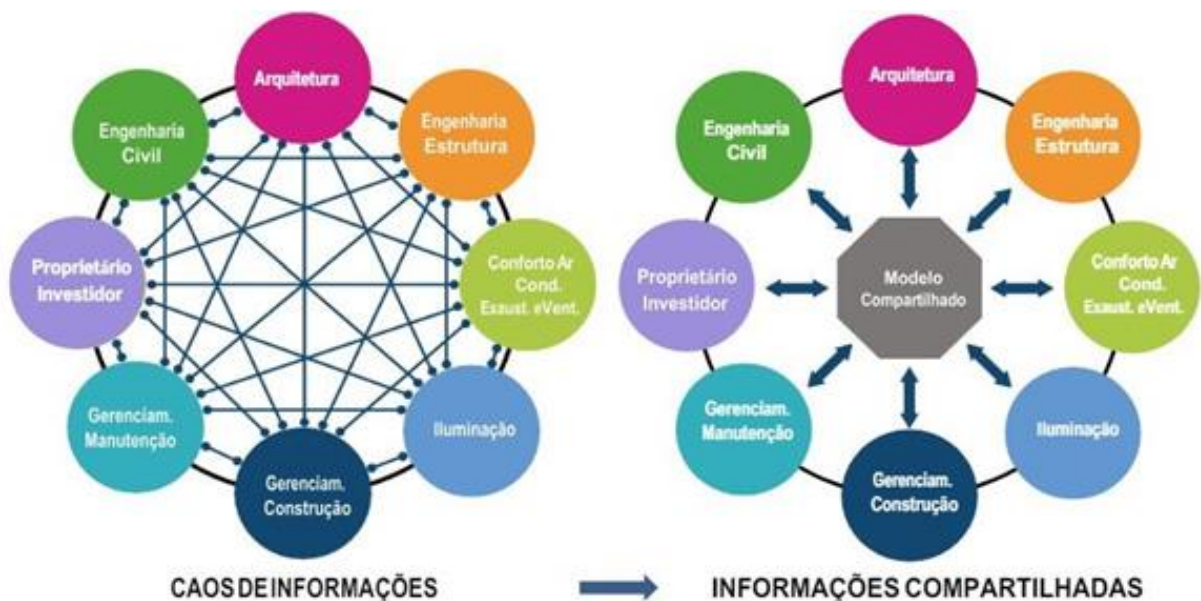 Arquitetura
Engenharia
Civil
Engenharia
Estrutura
Proprietário
Investidor
Conforto Ar
Cond.
Exaust. eVent.
Gerenciam.
Manutenção
Iluminação
Gerenciam.
Construção
CAOS DE INFORMAÇÕES
Arquitetura
Engenharia
Civil
Engenharia
Estrutura
Proprietário
Investidor
Modelo
Compartilhado
Conforto Ar
Cond.
Exaust. eVent.
Gerenciam.
Manutenção
Iluminação
Gerenciam.
Construção
INFORMAÇÕES COMPARTILHADAS